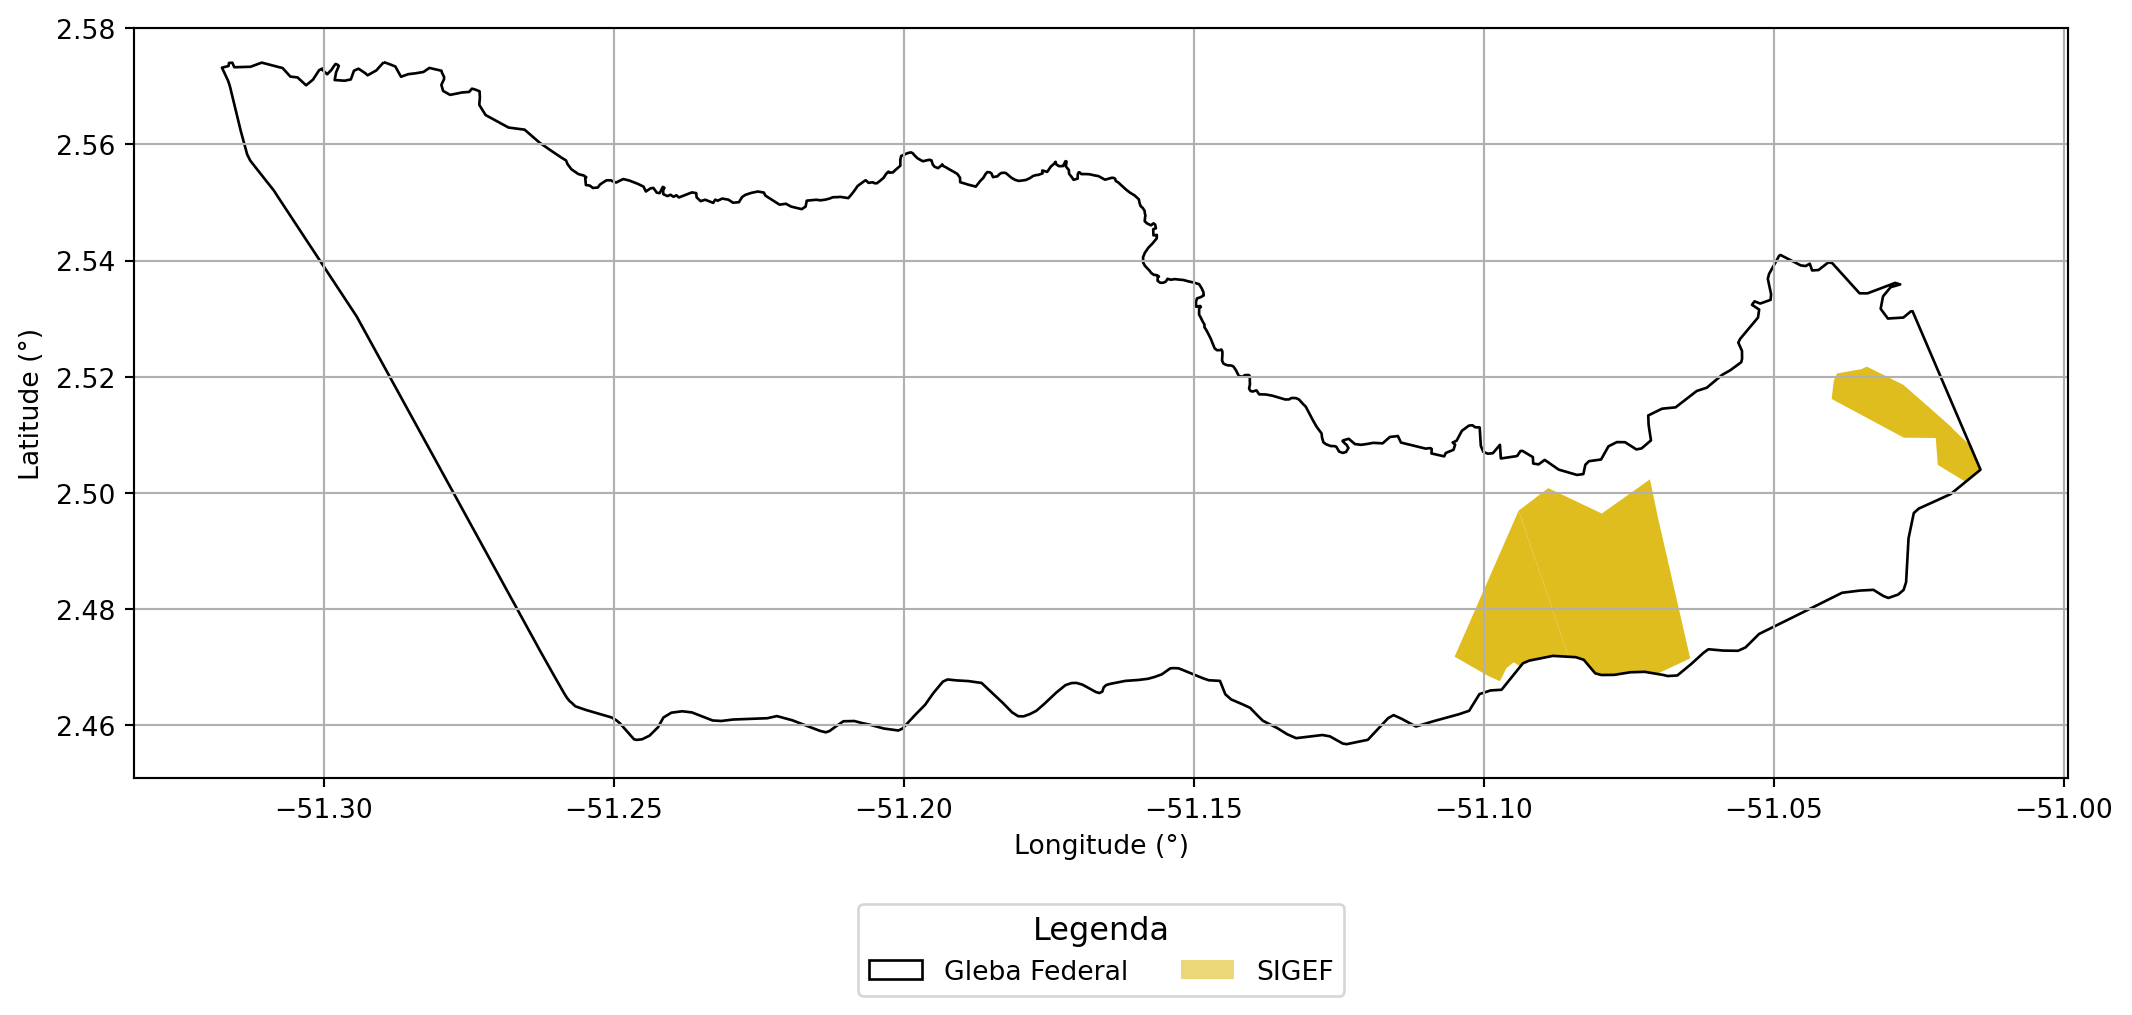 2.58
2.56
2.54
2.52
2.50
2.48
2.46
Latitude (°)
−51.30 −51.25 −51.20 −51.15 −51.10 −51.05 −51.00
Longitude (°)
Legenda
Gleba Federal SIGEF